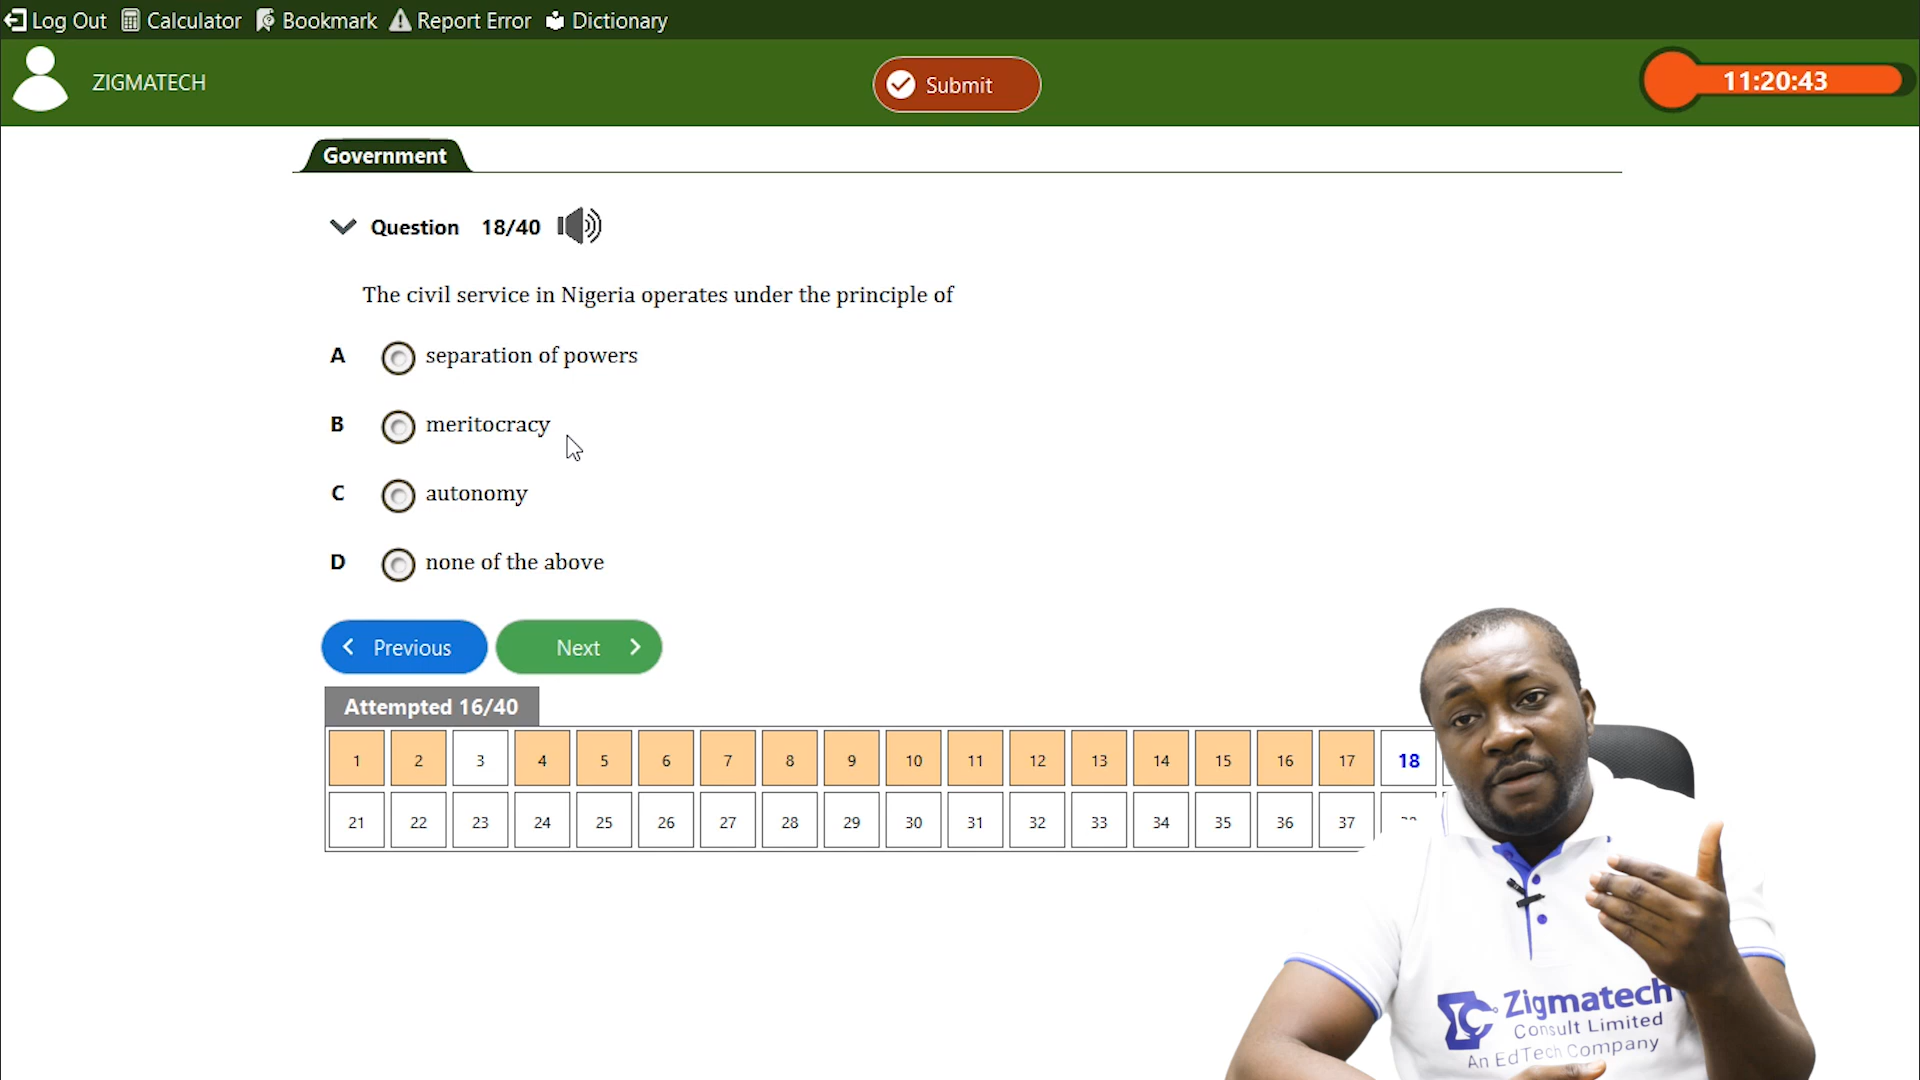 Log Out Calculator Bookmark Report Error Dictionary
ZIGMATECH
Submit
11:20:43
Government
Question 18/40
The civil service in Nigeria operates under the principle of
A separation of powers
B meritocracy
C autonomy
D none of the above
Previous Next
Attempted 16/40
1 2 3 4 5 6 7 8 9 10 11 12 13 14 15 16 17 18
21 22 23 24 25 26 27 28 29 30 31 32 33 34 35 36 37
Zigmatech
Consult Limited
An EdTech Company